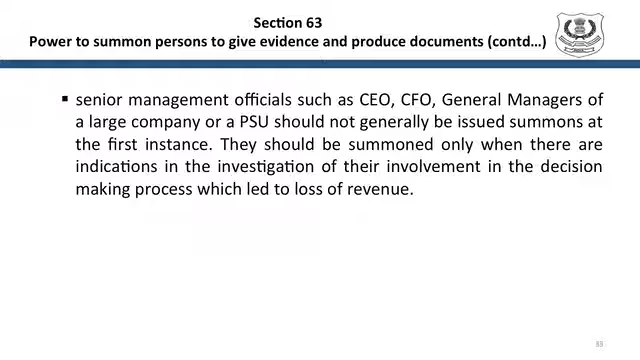 Section 63
Power to summon persons to give evidence and produce documents (contd...)
▪ senior management officials such as CEO, CFO, General Managers of
a large company or a PSU should not generally be issued summons at
the first instance. They should be summoned only when there are
indications in the investigation of their involvement in the decision
making process which led to loss of revenue.
88